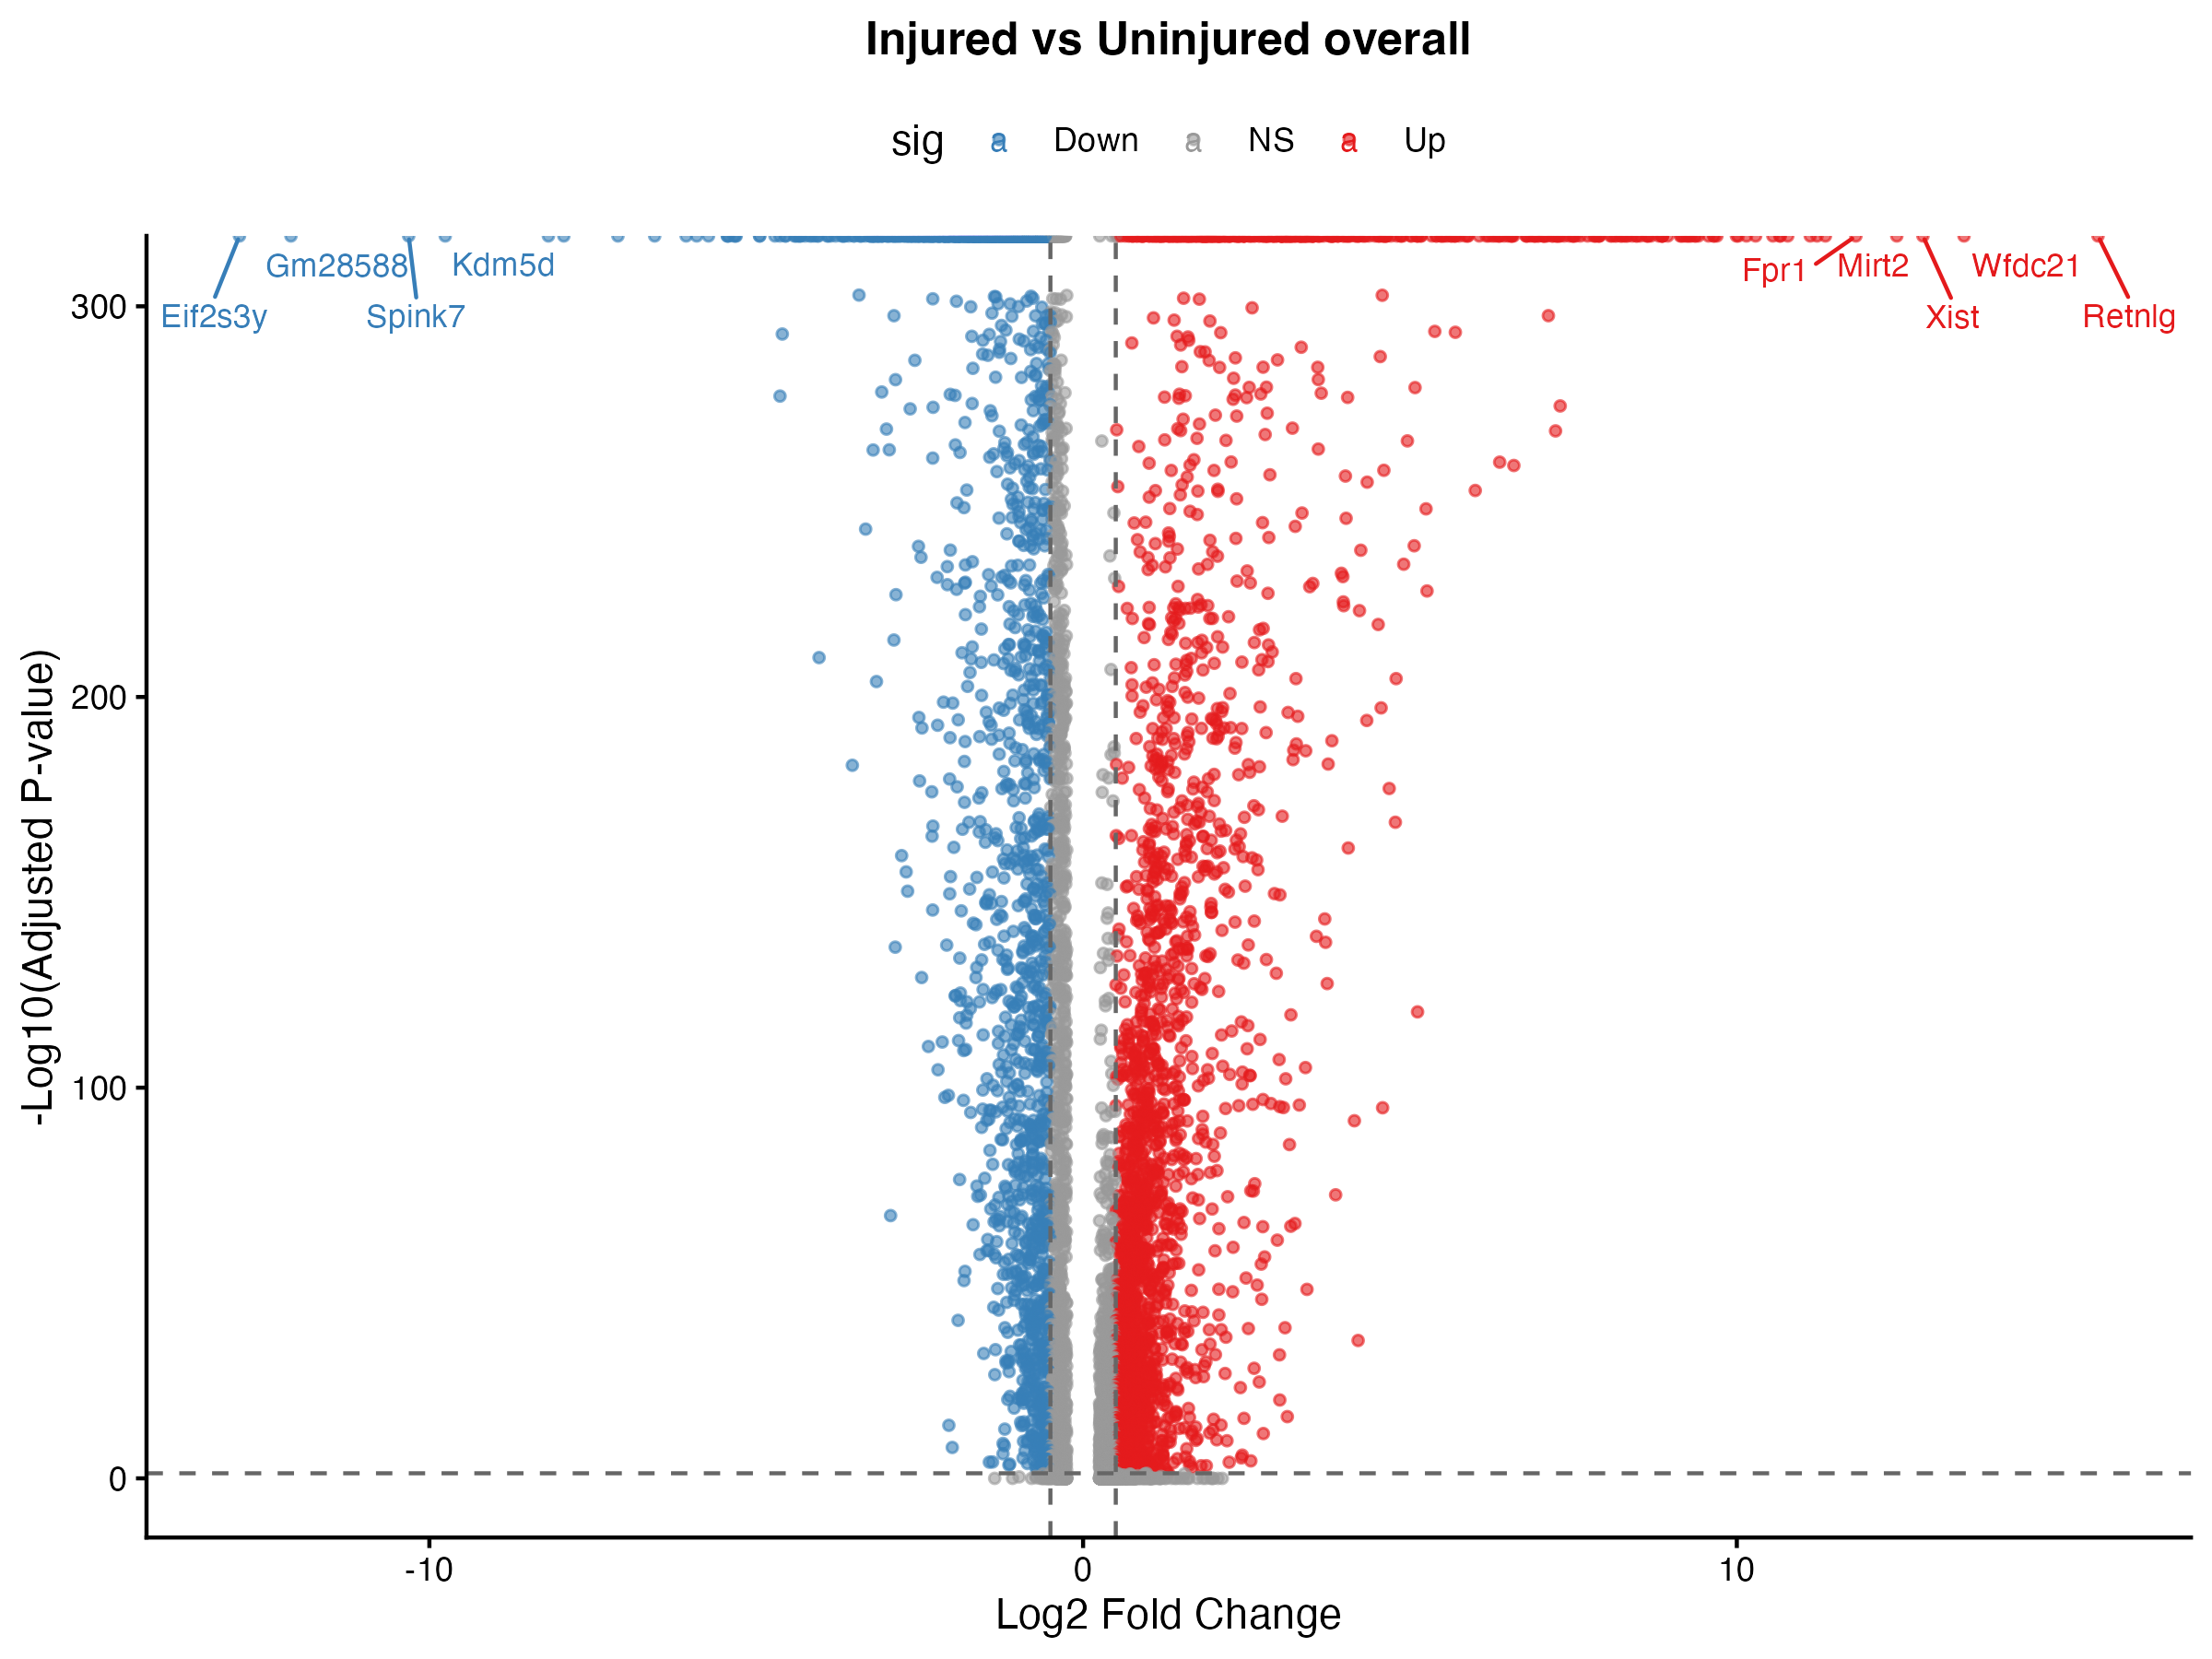 Injured vs Uninjured overall
sig a Down a NS a Up
Gm28588 Kdm5d Fpr1 Mirt2 Wfdc21
Eif2s3y Spink7 Xist Retnlg
300
200
100
0
-Log10(Adjusted P-value)
-10 0 10
Log2 Fold Change